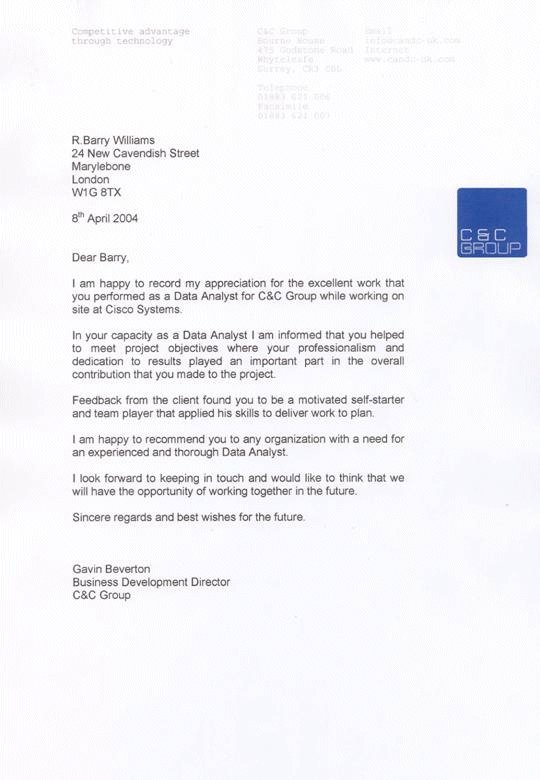 Competitive advantage
through technology
C&C Group
Bourne House
475 Godstone Road
Whyteleafe
Surrey, CR3 0BL
Telephone
01883 621 006
Facsimile
01883 621 007
Email
info@candc-uk.com
Internet
www.candc-uk.com
R.Barry Williams
24 New Cavendish Street
Marylebone
London
W1G 8TX
8th April 2004
C&C
GROUP
Dear Barry,
I am happy to record my appreciation for the excellent work that
you performed as a Data Analyst for C&C Group while working on
site at Cisco Systems.
In your capacity as a Data Analyst I am informed that you helped
to meet project objectives where your professionalism and
dedication to results played an important part in the overall
contribution that you made to the project.
Feedback from the client found you to be a motivated self-starter
and team player that applied his skills to deliver work to plan.
I am happy to recommend you to any organization with a need for
an experienced and thorough Data Analyst.
I look forward to keeping in touch and would like to think that we
will have the opportunity of working together in the future.
Sincere regards and best wishes for the future.
Gavin Beverton
Business Development Director
C&C Group